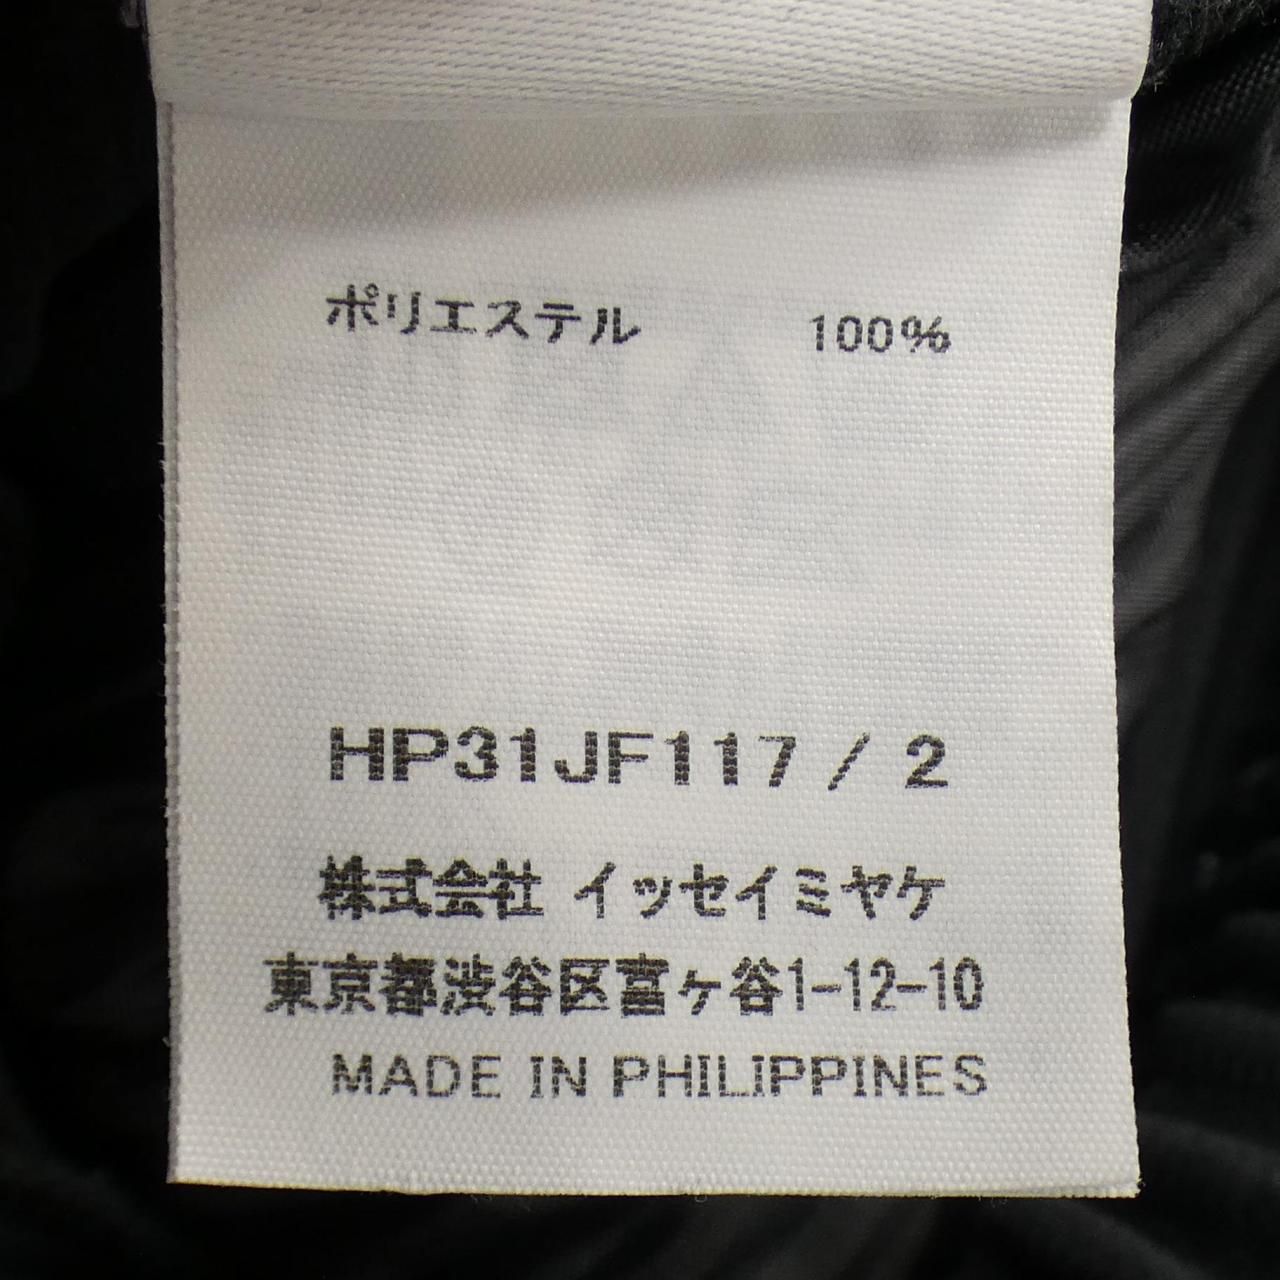 ポリエステル 100%
HP31JF117 / 2
株式会社 イッセイミヤケ
東京都渋谷区富ヶ谷1-12-10
MADE IN PHILIPPINES